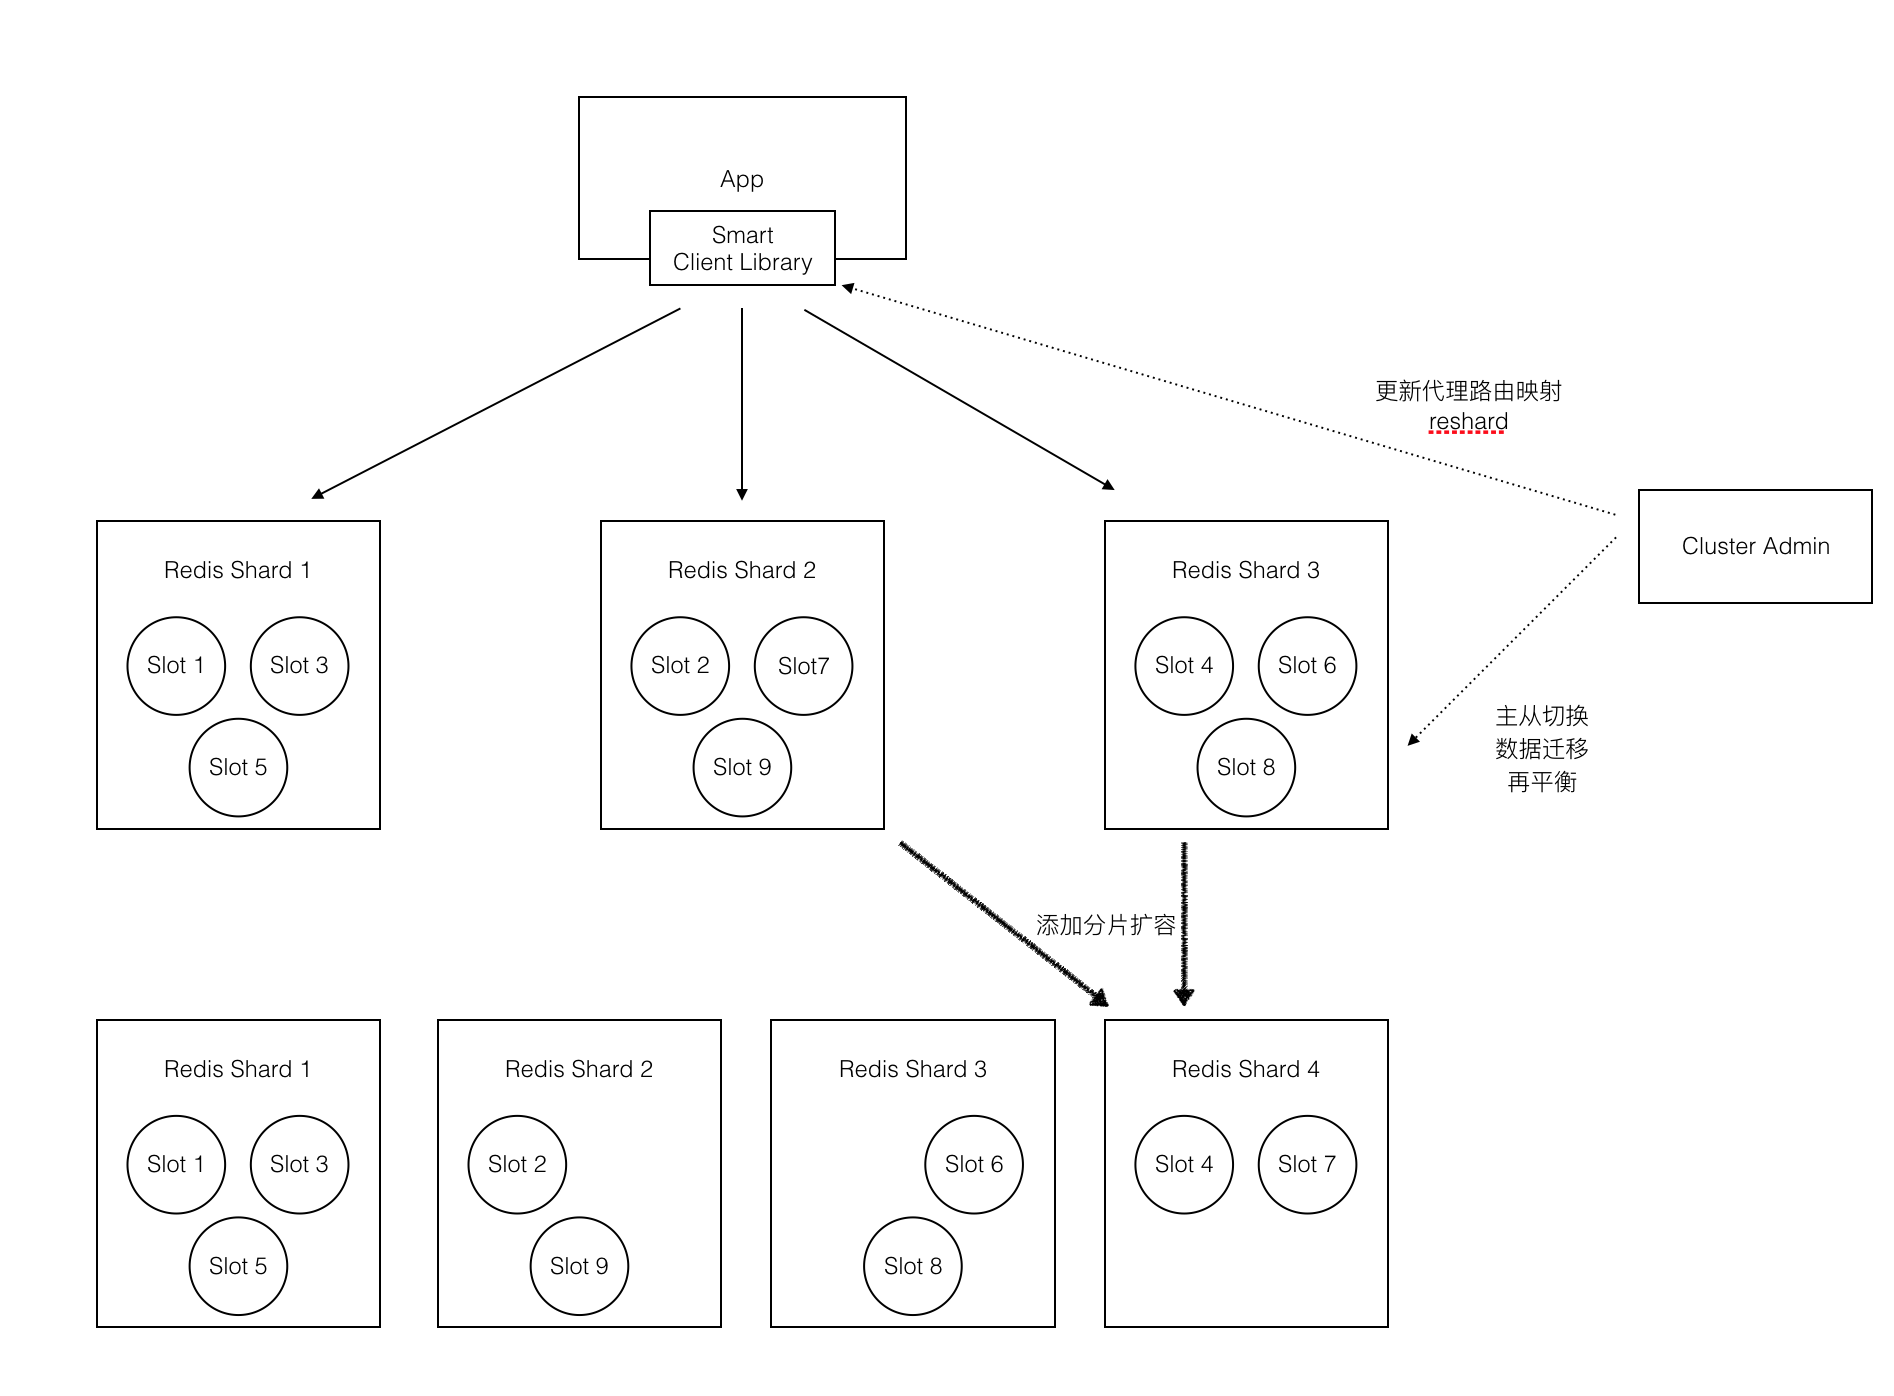 App
Smart
Client Library
更新代理路由映射
reshard
Cluster Admin
Redis Shard 1
Slot 1
Slot 3
Slot 5
Redis Shard 2
Slot 2
Slot7
Slot 9
Redis Shard 3
Slot 4
Slot 6
Slot 8
主从切换
数据迁移
再平衡
添加分片扩容
Redis Shard 1
Slot 1
Slot 3
Slot 5
Redis Shard 2
Slot 2
Slot 9
Redis Shard 3
Slot 6
Slot 8
Redis Shard 4
Slot 4
Slot 7